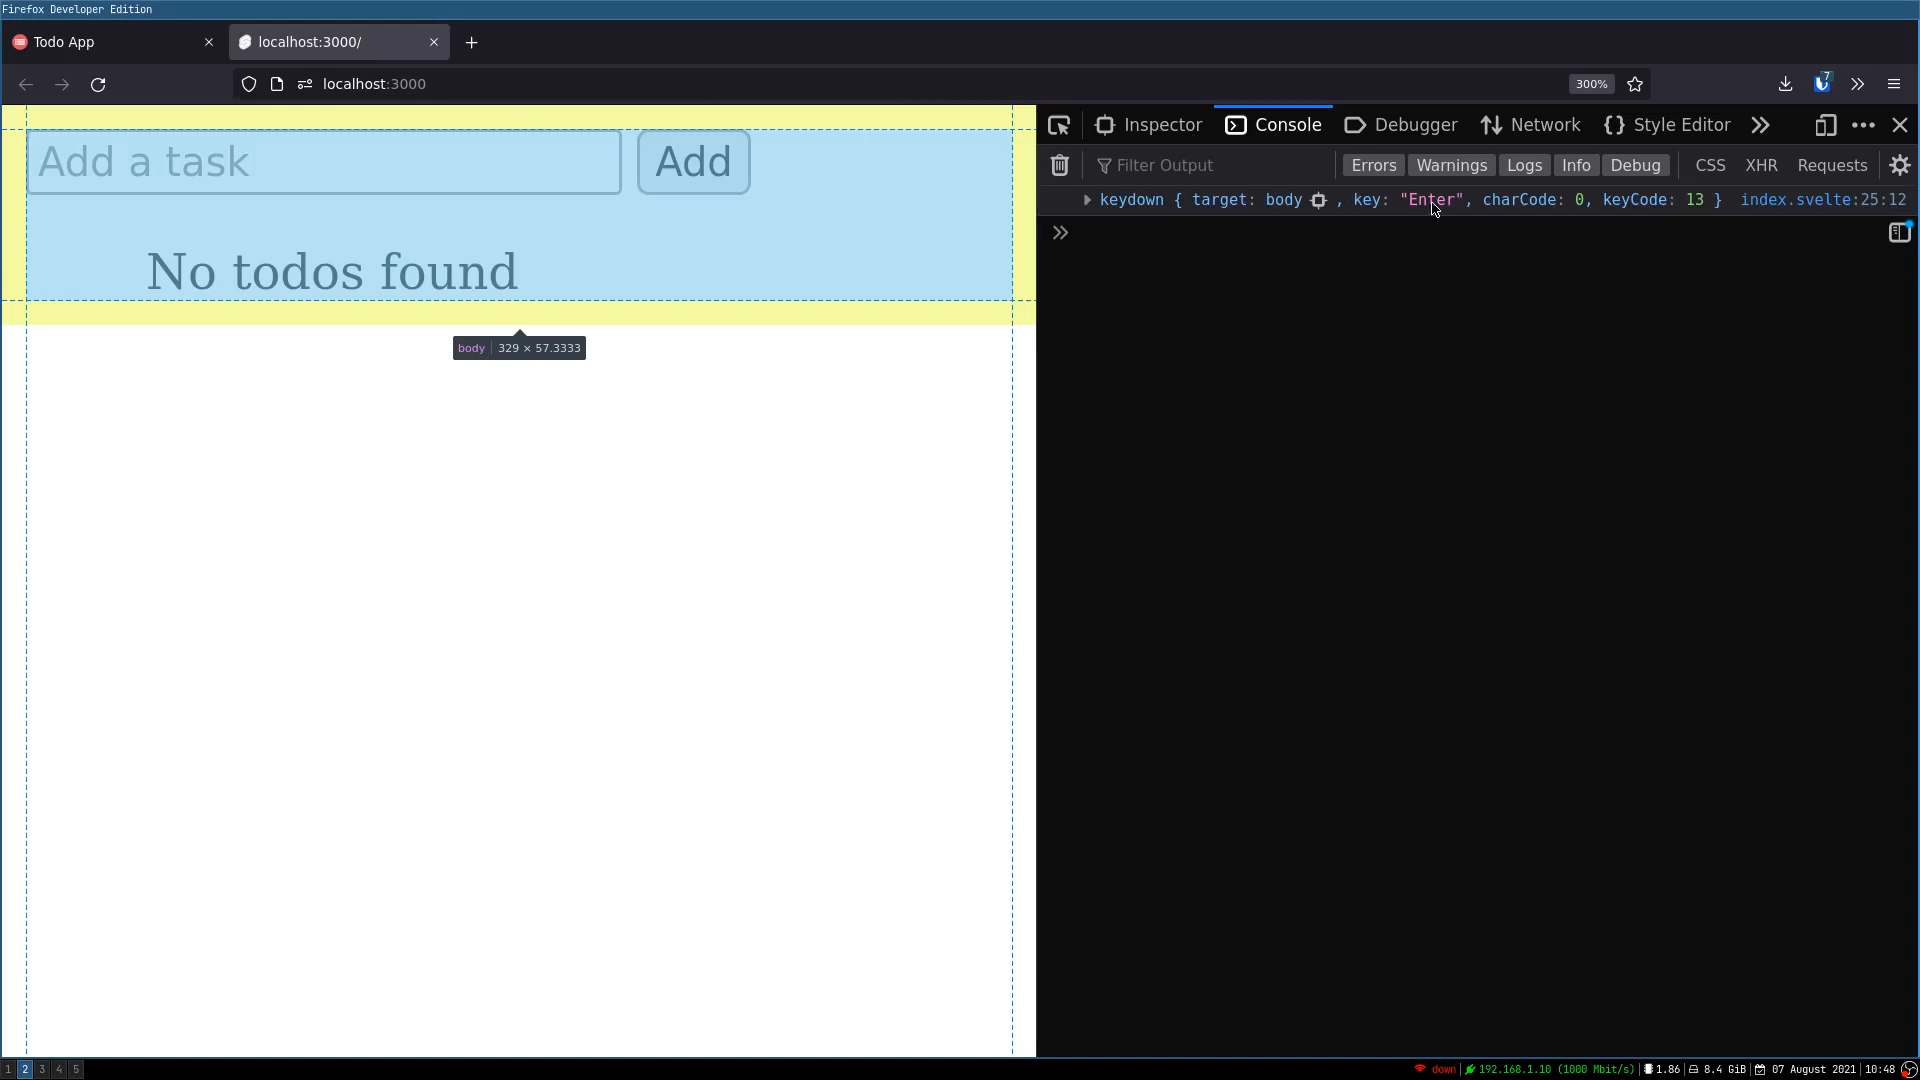 Firefox Developer Edition
Todo App
localhost:3000/
localhost:3000
300%
7
Add a task
Add
No todos found
body 329 × 57.3333
Inspector
Console
Debugger
Network
Style Editor
Filter Output
Errors
Warnings
Logs
Info
Debug
CSS
XHR
Requests
keydown { target: body , key: "Enter", charCode: 0, keyCode: 13 } index.svelte:25:12
1 2 3 4 5
down 192.168.1.10 (1000 Mbit/s) 1.86 8.4 GiB 07 August 2021 10:48